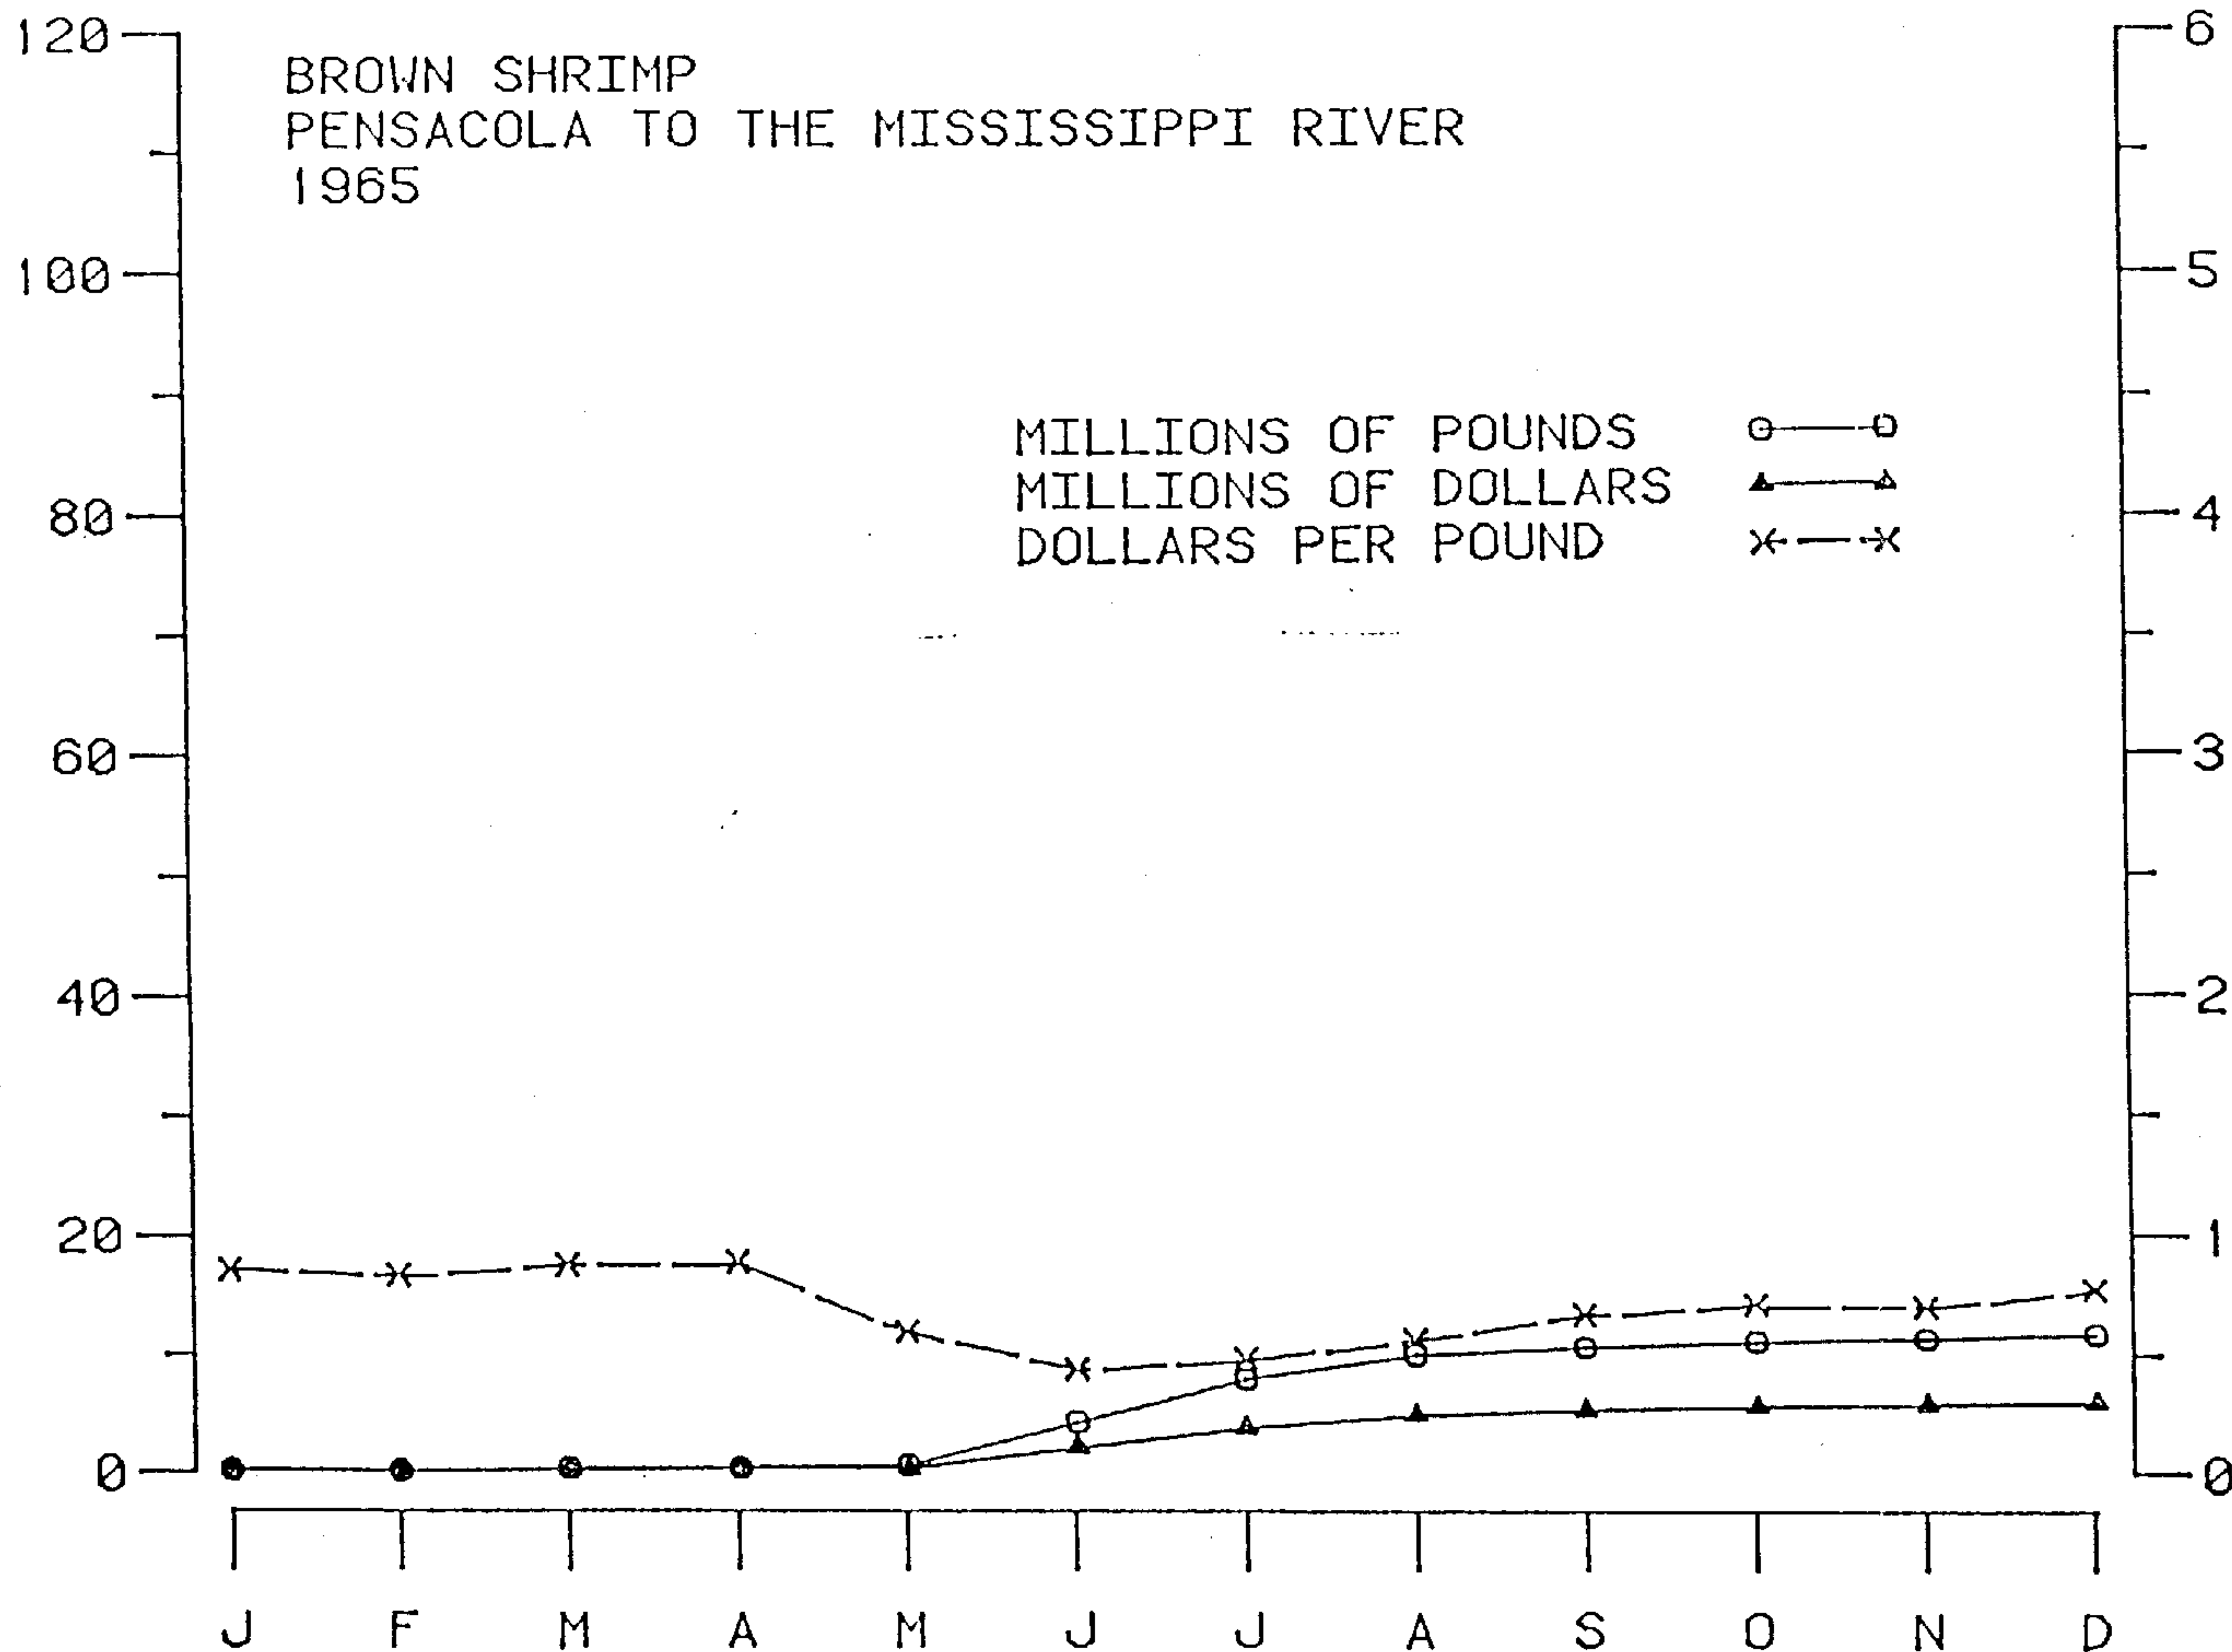 BROWN SHRIMP
PENSACOLA TO THE MISSISSIPPI RIVER
1965
MILLIONS OF POUNDS
MILLIONS OF DOLLARS
DOLLARS PER POUND
120
100
80
60
40
20
0
6
5
4
3
2
1
0
J F M A M J J A S O N D